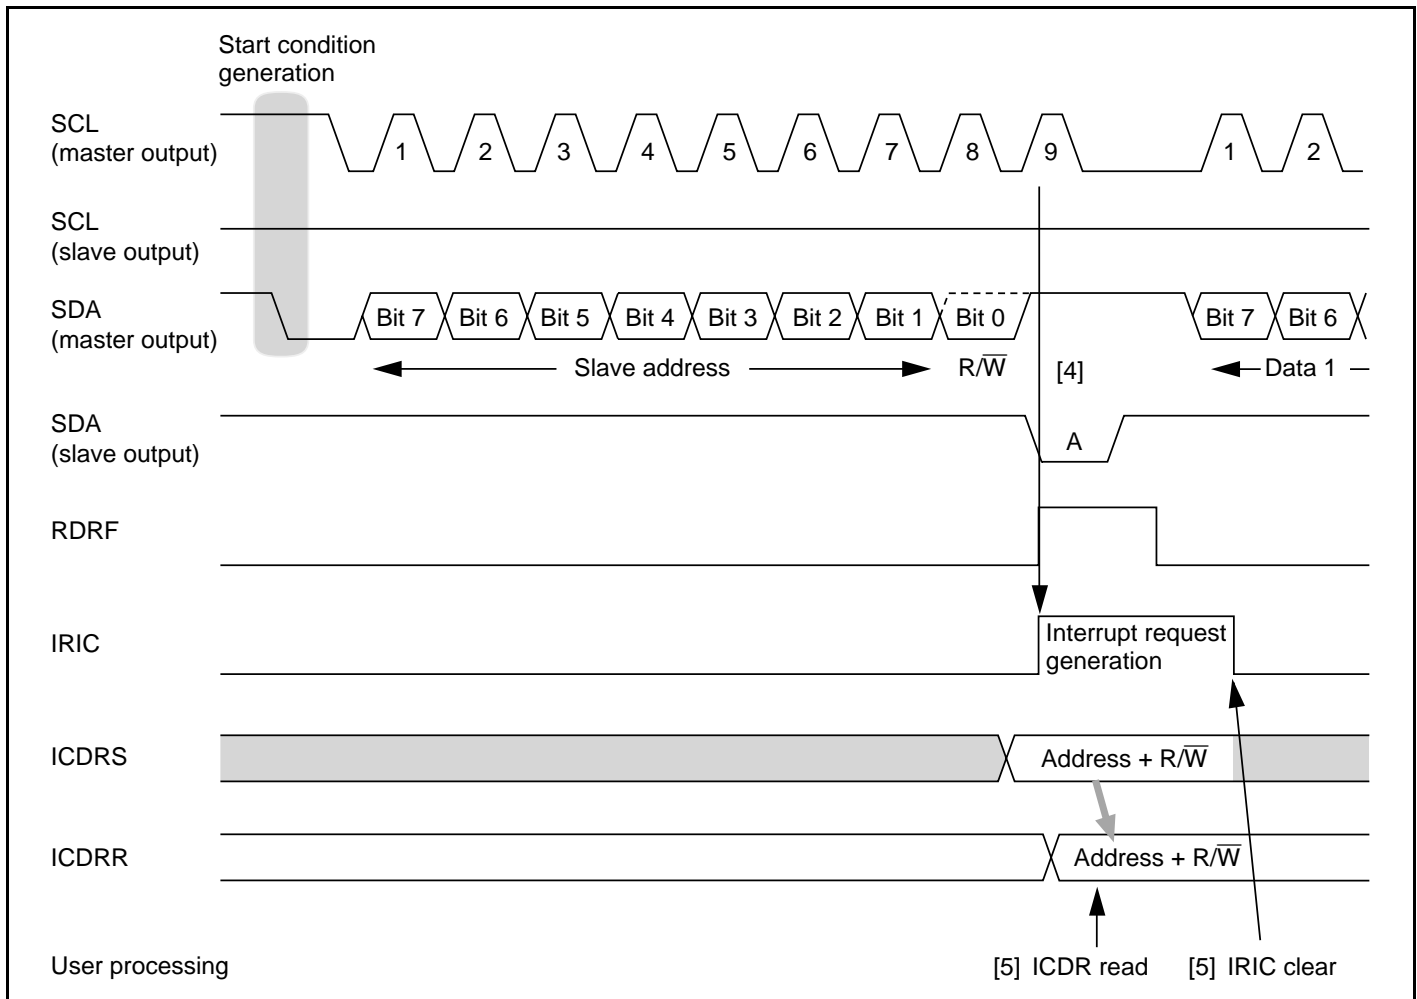 Start condition
generation
SCL
(master output)
1 2 3 4 5 6 7 8 9 1 2
SCL
(slave output)
SDA
(master output)
Bit 7 Bit 6 Bit 5 Bit 4 Bit 3 Bit 2 Bit 1 Bit 0 Bit 7 Bit 6
Slave address R/W̅ [4] Data 1
SDA
(slave output)
A
RDRF
IRIC
Interrupt request
generation
ICDRS
Address + R/W̅
ICDRR
Address + R/W̅
User processing
[5] ICDR read [5] IRIC clear